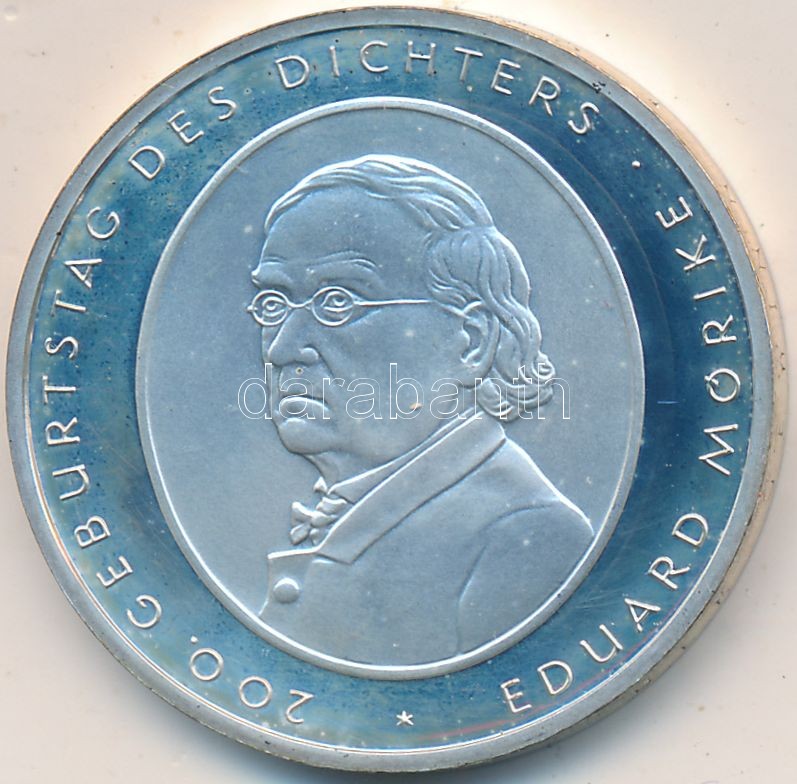 200. GEBURTSTAG DES DICHTERS · EDUARD MÖRIKE *
darabanth